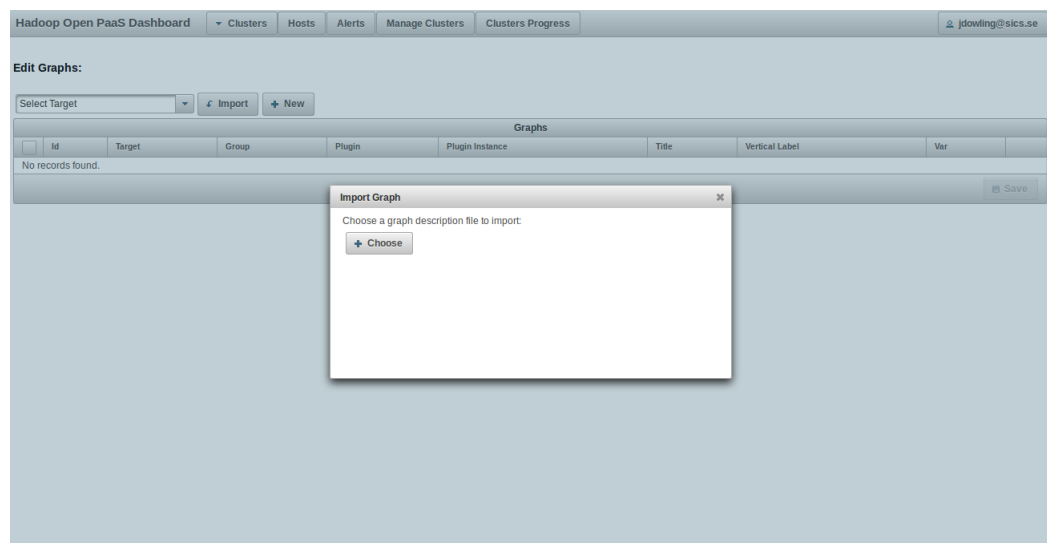 Hadoop Open PaaS Dashboard Clusters Hosts Alerts Manage Clusters Clusters Progress jdowling@sics.se
Edit Graphs:
Select Target Import New
Graphs
Id Target Group Plugin Plugin Instance Title Vertical Label Var
No records found.
Save
Import Graph
Choose a graph description file to import:
Choose